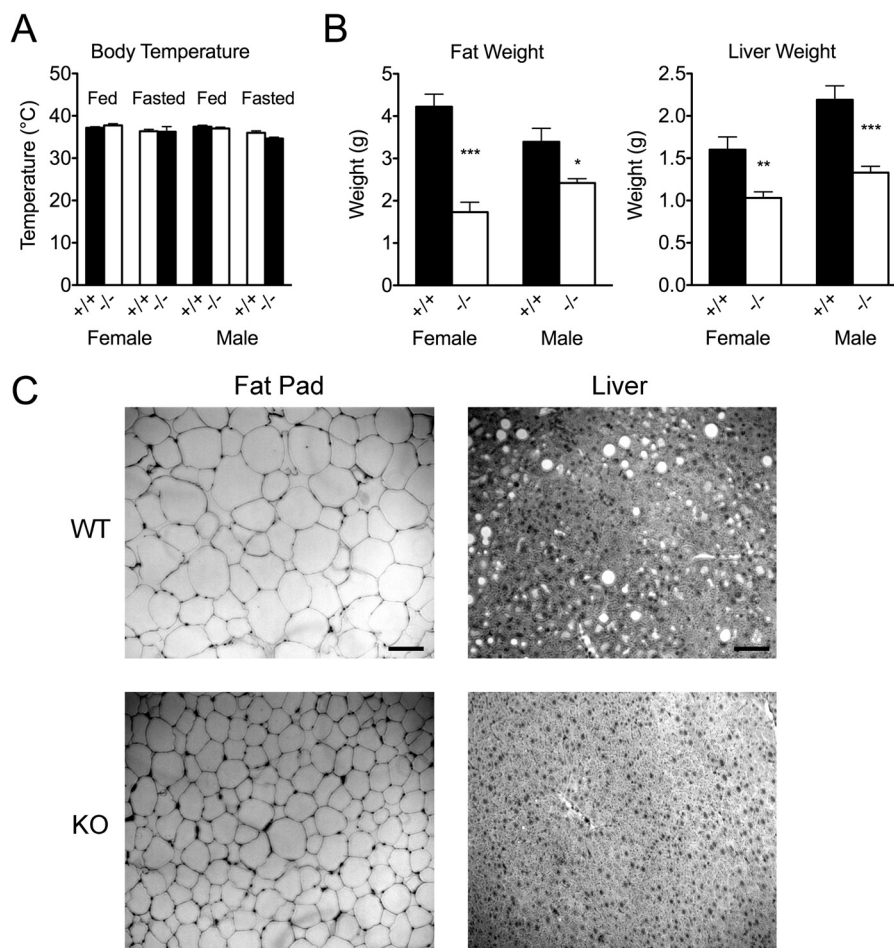 A
Body Temperature
Temperature (°C)
50
40
30
20
10
0
Fed Fasted Fed Fasted
+/+ -/- +/+ -/- +/+ -/- +/+ -/-
Female Male
B
Fat Weight
Weight (g)
5
4
3
2
1
0
*** *
+/+ -/- +/+ -/-
Female Male
Liver Weight
Weight (g)
2.5
2.0
1.5
1.0
0.5
0.0
** ***
+/+ -/- +/+ -/-
Female Male
C
Fat Pad Liver
WT
KO